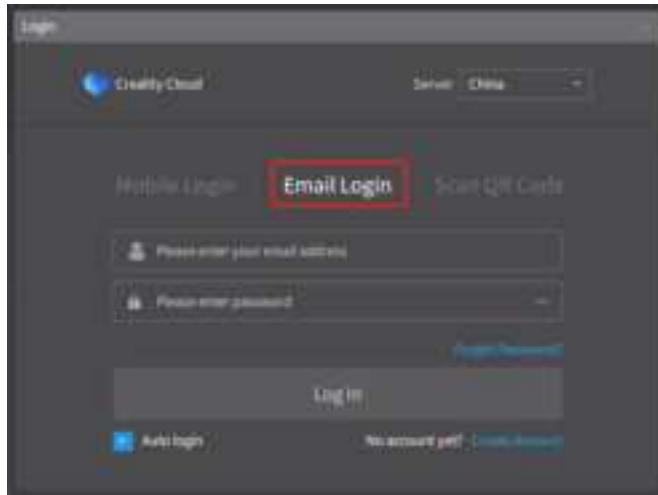 Login
Creality Cloud
Server China
Mobile Login Email Login Scan QR Code
Please enter your email address
Please enter password
Forgot Password?
Log in
Auto login No account yet? Create Account